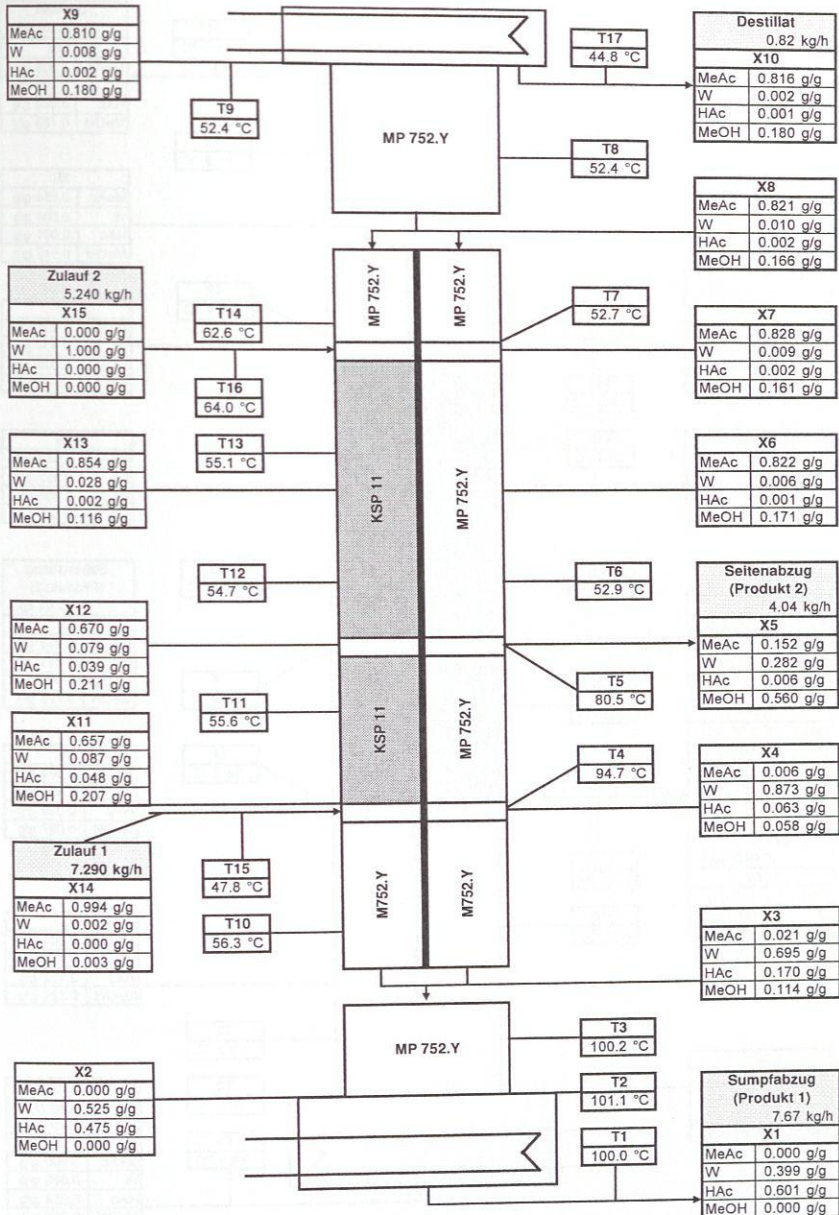 X9
MeAc 0.810 g/g
W 0.008 g/g
HAc 0.002 g/g
MeOH 0.180 g/g
T9
52.4 °C
MP 752.Y
T17
44.8 °C
Destillat
0.82 kg/h
X10
MeAc 0.816 g/g
W 0.002 g/g
HAc 0.001 g/g
MeOH 0.180 g/g
T8
52.4 °C
X8
MeAc 0.821 g/g
W 0.010 g/g
HAc 0.002 g/g
MeOH 0.166 g/g
Zulauf 2
5.240 kg/h
X15
MeAc 0.000 g/g
W 1.000 g/g
HAc 0.000 g/g
MeOH 0.000 g/g
T14
62.6 °C
T16
64.0 °C
MP 752.Y
MP 752.Y
T7
52.7 °C
X7
MeAc 0.828 g/g
W 0.009 g/g
HAc 0.002 g/g
MeOH 0.161 g/g
X13
MeAc 0.854 g/g
W 0.028 g/g
HAc 0.002 g/g
MeOH 0.116 g/g
T13
55.1 °C
KSP 11
MP 752.Y
X6
MeAc 0.822 g/g
W 0.006 g/g
HAc 0.001 g/g
MeOH 0.171 g/g
T12
54.7 °C
T6
52.9 °C
Seitenabzug
(Produkt 2)
4.04 kg/h
X5
MeAc 0.152 g/g
W 0.282 g/g
HAc 0.006 g/g
MeOH 0.560 g/g
X12
MeAc 0.670 g/g
W 0.079 g/g
HAc 0.039 g/g
MeOH 0.211 g/g
T11
55.6 °C
KSP 11
MP 752.Y
T5
80.5 °C
X11
MeAc 0.657 g/g
W 0.087 g/g
HAc 0.048 g/g
MeOH 0.207 g/g
T4
94.7 °C
X4
MeAc 0.006 g/g
W 0.873 g/g
HAc 0.063 g/g
MeOH 0.058 g/g
Zulauf 1
7.290 kg/h
X14
MeAc 0.994 g/g
W 0.002 g/g
HAc 0.000 g/g
MeOH 0.003 g/g
T15
47.8 °C
T10
56.3 °C
M752.Y
M752.Y
X3
MeAc 0.021 g/g
W 0.695 g/g
HAc 0.170 g/g
MeOH 0.114 g/g
MP 752.Y
T3
100.2 °C
X2
MeAc 0.000 g/g
W 0.525 g/g
HAc 0.475 g/g
MeOH 0.000 g/g
T2
101.1 °C
T1
100.0 °C
Sumpfabzug
(Produkt 1)
7.67 kg/h
X1
MeAc 0.000 g/g
W 0.399 g/g
HAc 0.601 g/g
MeOH 0.000 g/g